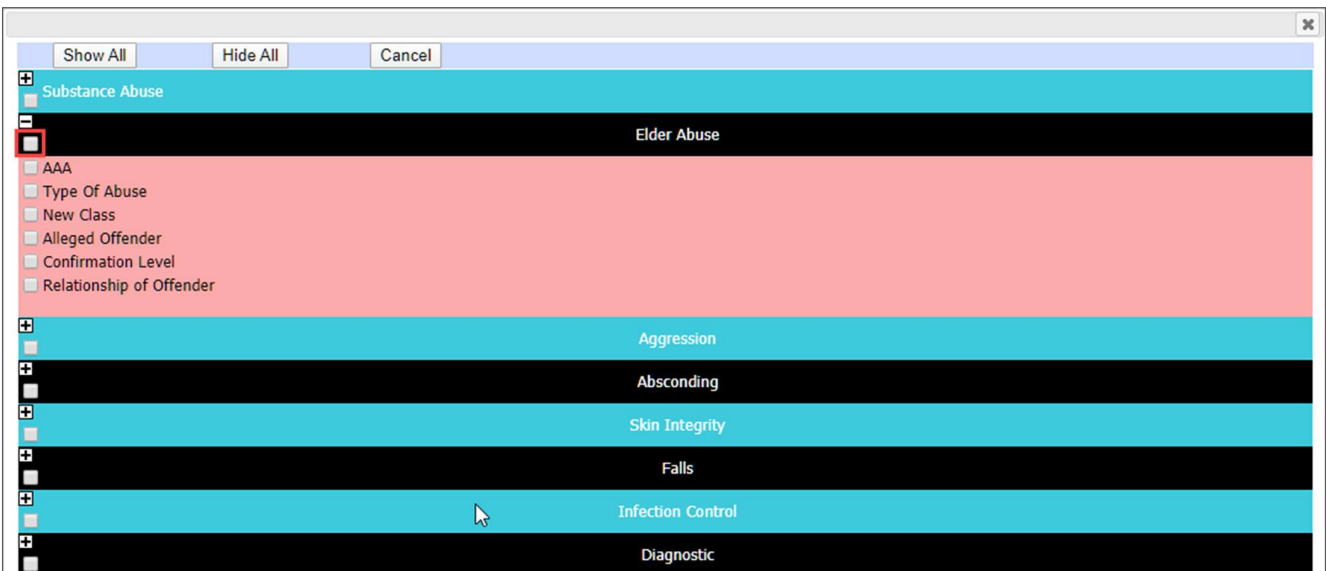 Show All Hide All Cancel
Substance Abuse
Elder Abuse
AAA
Type Of Abuse
New Class
Alleged Offender
Confirmation Level
Relationship of Offender
Aggression
Absconding
Skin Integrity
Falls
Infection Control
Diagnostic